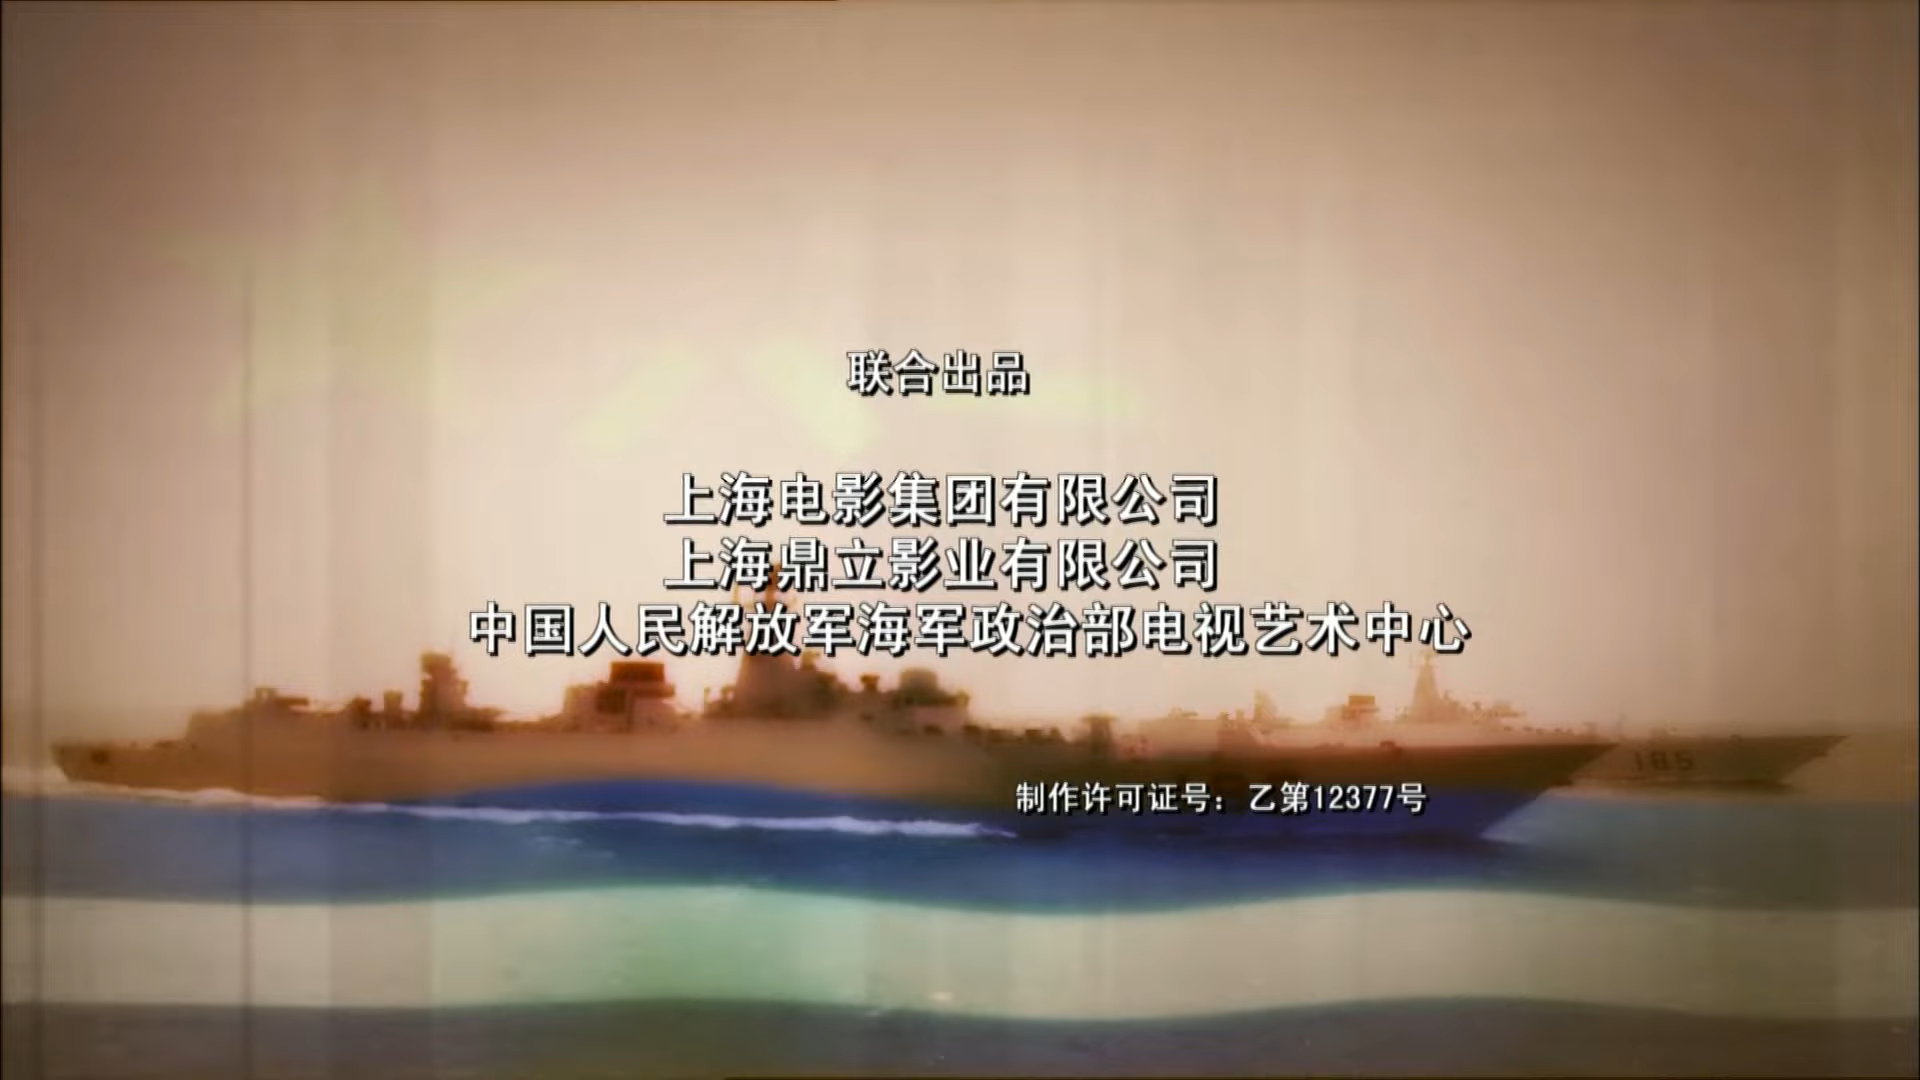 联合出品
上海电影集团有限公司
上海鼎立影业有限公司
中国人民解放军海军政治部电视艺术中心
185
制作许可证号：乙第12377号